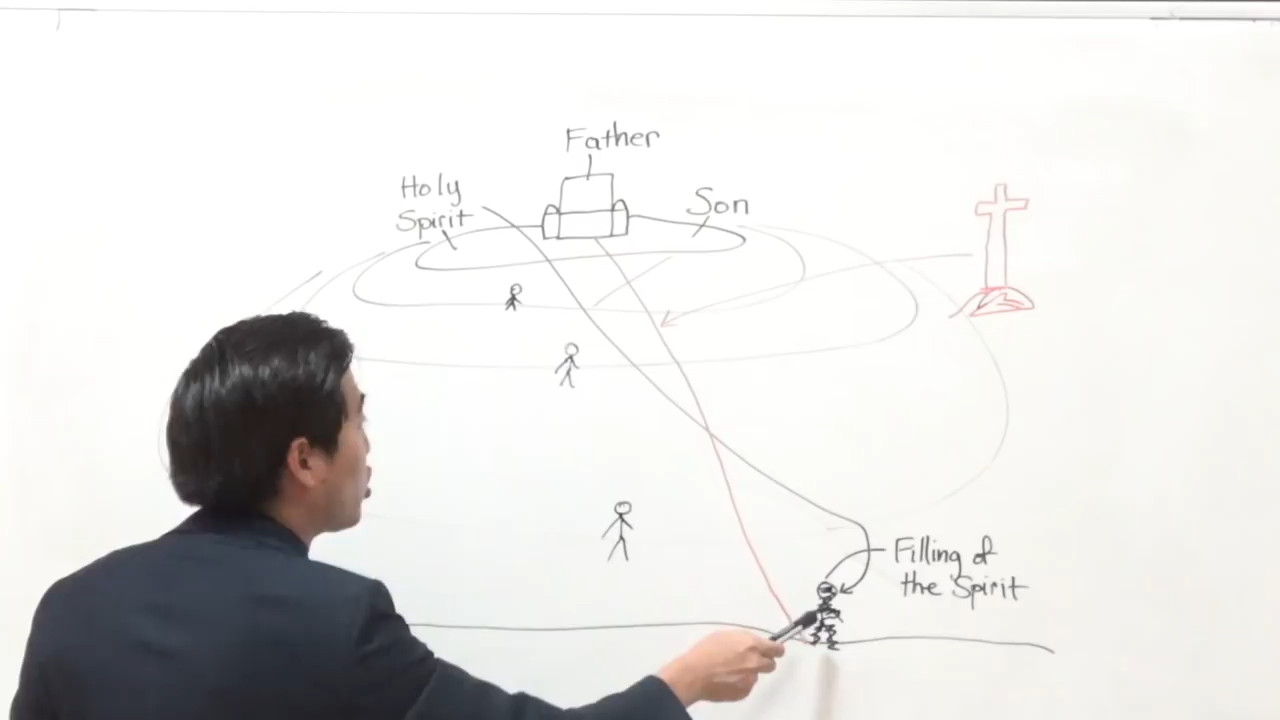 Father
Holy
Spirit
Son
Filling of
the Spirit